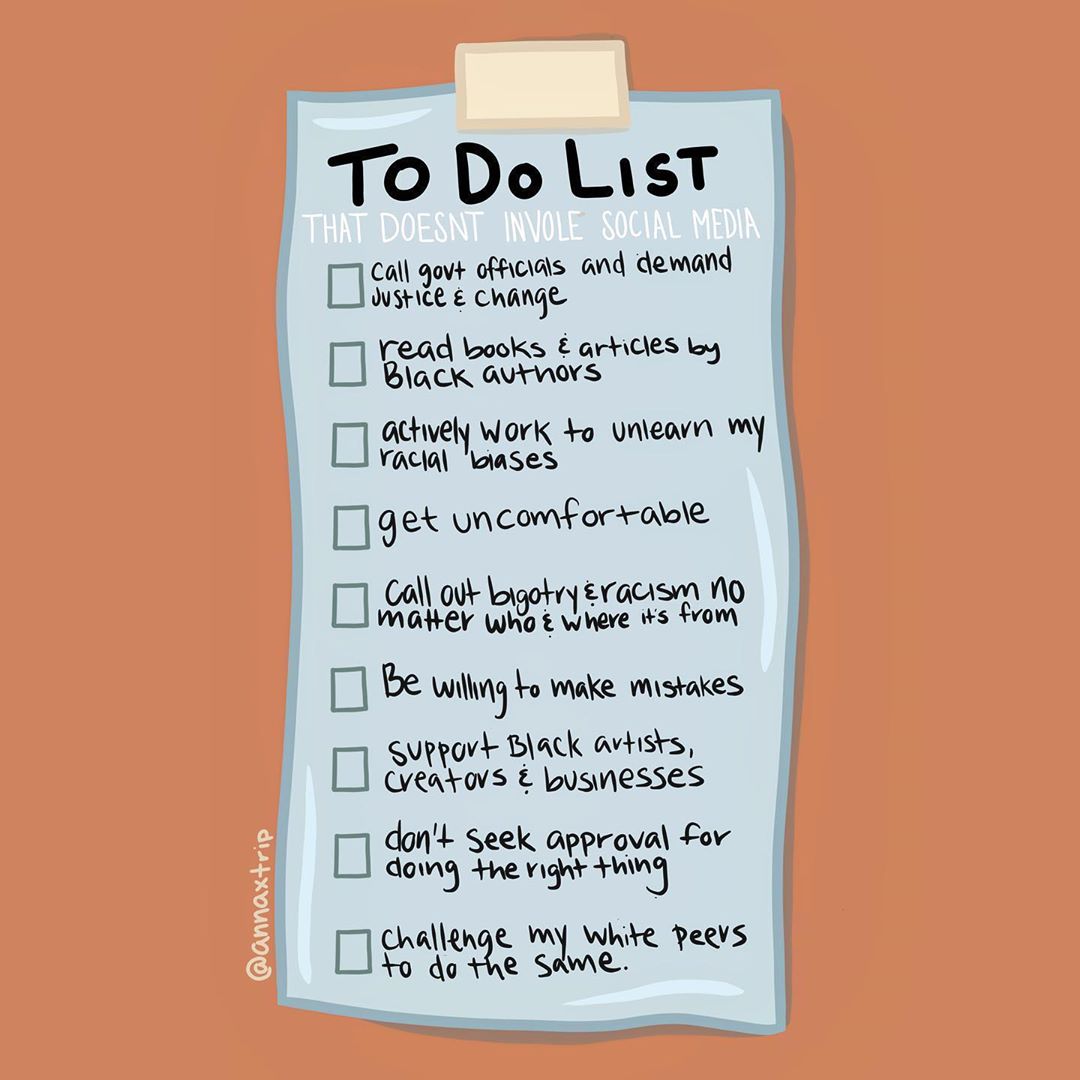 TO DO LIST
THAT DOESNT INVOLE SOCIAL MEDIA
Call govt officials and demand
Justice & change
read books & articles by
Black authors
actively work to unlearn my
racial biases
get uncomfortable
Call out bigotry & racism no
matter who & where it's from
Be willing to make mistakes
support Black artists,
creators & businesses
don't seek approval for
doing the right thing
challenge my white peers
to do the same.
@annaxtrip